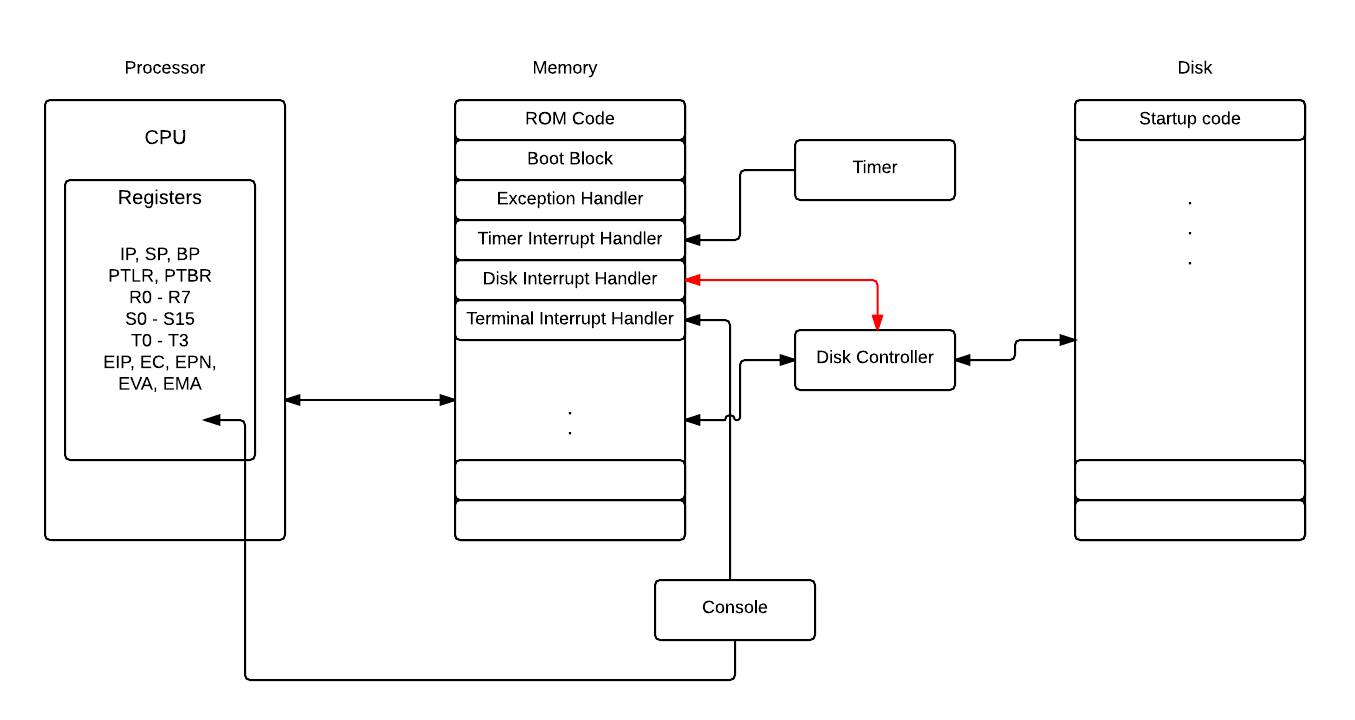 Processor
Memory
Disk
CPU
Registers
IP, SP, BP
PTLR, PTBR
R0 - R7
S0 - S15
T0 - T3
EIP, EC, EPN,
EVA, EMA
ROM Code
Boot Block
Exception Handler
Timer Interrupt Handler
Disk Interrupt Handler
Terminal Interrupt Handler
.
.
Timer
Disk Controller
Console
Startup code
.
.
.